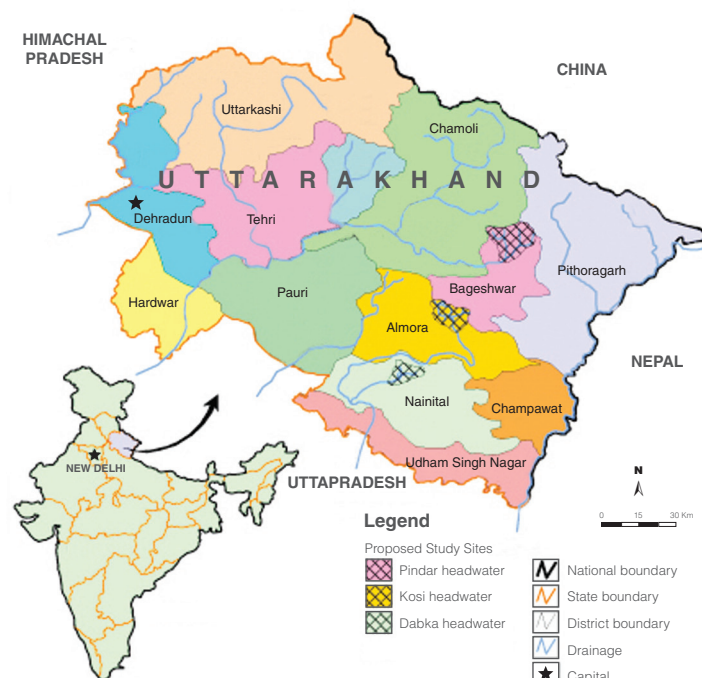 HIMACHAL
PRADESH
CHINA
Uttarkashi
Chamoli
UTTARAKHAND
Dehradun
Tehri
Pithoragarh
Hardwar
Pauri
Bageshwar
Almora
NEPAL
Nainital
Champawat
NEW DELHI
UTTAPRADESH
Udham Singh Nagar
N
0 15 30 Km
Legend
Proposed Study Sites
Pindar headwater
Kosi headwater
Dabka headwater
National boundary
State boundary
District boundary
Drainage
Capital